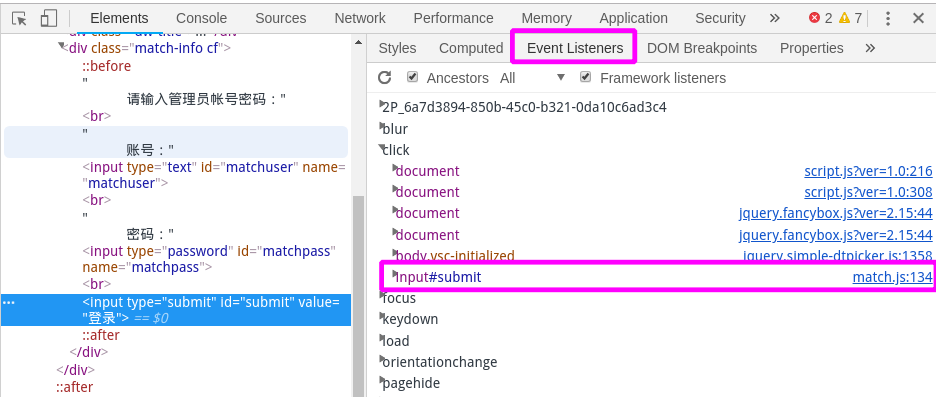 Elements Console Sources Network Performance Memory Application Security » 2 7
<div class="match-info cf">
::before
"
请输入管理员帐号密码："
<br>
"
账号："
<input type="text" id="matchuser" name=
"matchuser">
<br>
"
密码："
<input type="password" id="matchpass"
name="matchpass">
<br>
… <input type="submit" id="submit" value=
"登录"> == $0
::after
</div>
</div>
::after
Styles Computed Event Listeners DOM Breakpoints Properties »
Ancestors All Framework listeners
2P_6a7d3894-850b-45c0-b321-0da10c6ad3c4
blur
click
document script.js?ver=1.0:216
document script.js?ver=1.0:308
document jquery.fancybox.js?ver=2.15:44
document jquery.fancybox.js?ver=2.15:44
body.vsc-initialized jquery.simple-dtpicker.js:1358
input#submit match.js:134
focus
keydown
load
orientationchange
pagehide